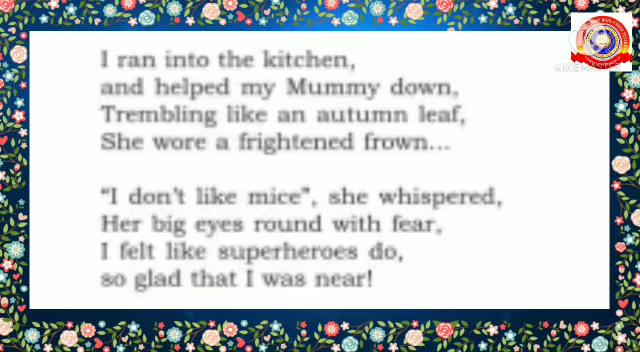 I ran into the kitchen,
and helped my Mummy down,
Trembling like an autumn leaf,
She wore a frightened frown...
"I don't like mice", she whispered,
Her big eyes round with fear,
I felt like superheroes do,
so glad that I was near!